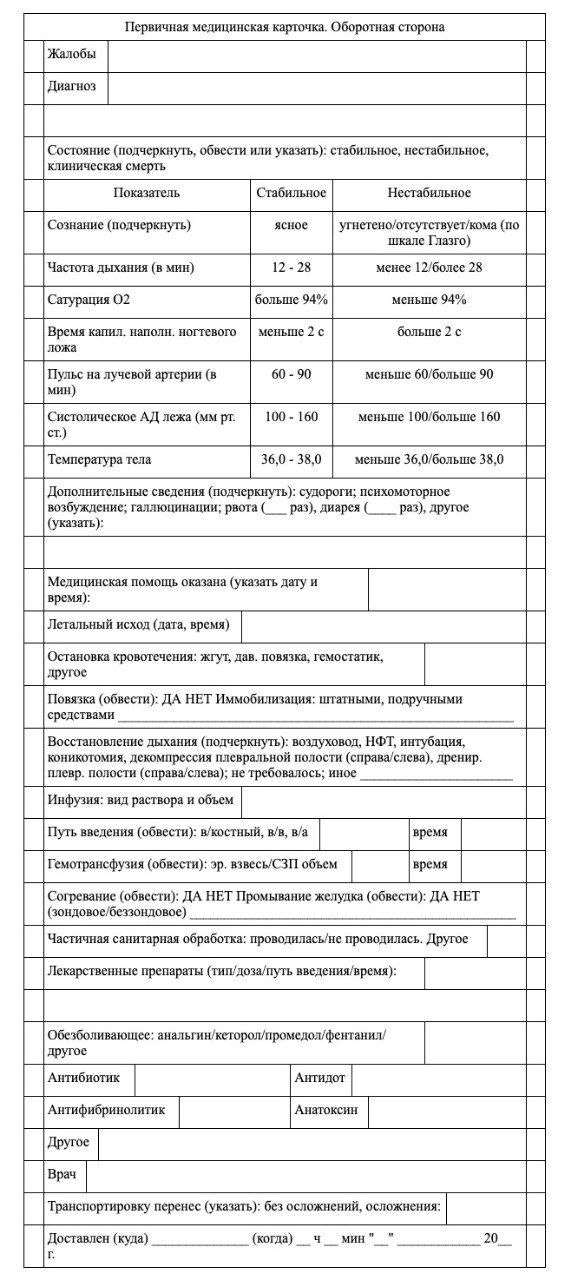 Первичная медицинская карточка. Оборотная сторона
Жалобы
Диагноз
Состояние (подчеркнуть, обвести или указать): стабильное, нестабильное,
клиническая смерть
Показатель Стабильное Нестабильное
Сознание (подчеркнуть) ясное угнетено/отсутствует/кома (по
шкале Глазго)
Частота дыхания (в мин) 12 - 28 менее 12/более 28
Сатурация О2 больше 94% меньше 94%
Время капил. наполн. ногтевого меньше 2 с больше 2 с
ложа
Пульс на лучевой артерии (в 60 - 90 меньше 60/больше 90
мин)
Систолическое АД лежа (мм рт. 100 - 160 меньше 100/больше 160
ст.)
Температура тела 36,0 - 38,0 меньше 36,0/больше 38,0
Дополнительные сведения (подчеркнуть): судороги; психомоторное
возбуждение; галлюцинации; рвота (___ раз), диарея (____ раз), другое
(указать):
Медицинская помощь оказана (указать дату и
время):
Летальный исход (дата, время)
Остановка кровотечения: жгут, дав. повязка, гемостатик,
другое
Повязка (обвести): ДА НЕТ Иммобилизация: штатными, подручными
средствами ____________________
Восстановление дыхания (подчеркнуть): воздуховод, НФТ, интубация,
коникотомия, декомпрессия плевральной полости (справа/слева), дренир.
плевр. полости (справа/слева); не требовалось; иное ____________________
Инфузия: вид раствора и объем
Путь введения (обвести): в/костный, в/в, в/а время
Гемотрансфузия (обвести): эр. взвесь/СЗП объем время
Согревание (обвести): ДА НЕТ Промывание желудка (обвести): ДА НЕТ
(зондовое/беззондовое) ____________________
Частичная санитарная обработка: проводилась/не проводилась. Другое
Лекарственные препараты (тип/доза/путь введения/время):
Обезболивающее: анальгин/кеторол/промедол/фентанил/
другое
Антибиотик Антидот
Антифибринолитик Анатоксин
Другое
Врач
Транспортировку перенес (указать): без осложнений, осложнения:
Доставлен (куда) ______________ (когда) __ ч __ мин "__" ____________ 20__
г.